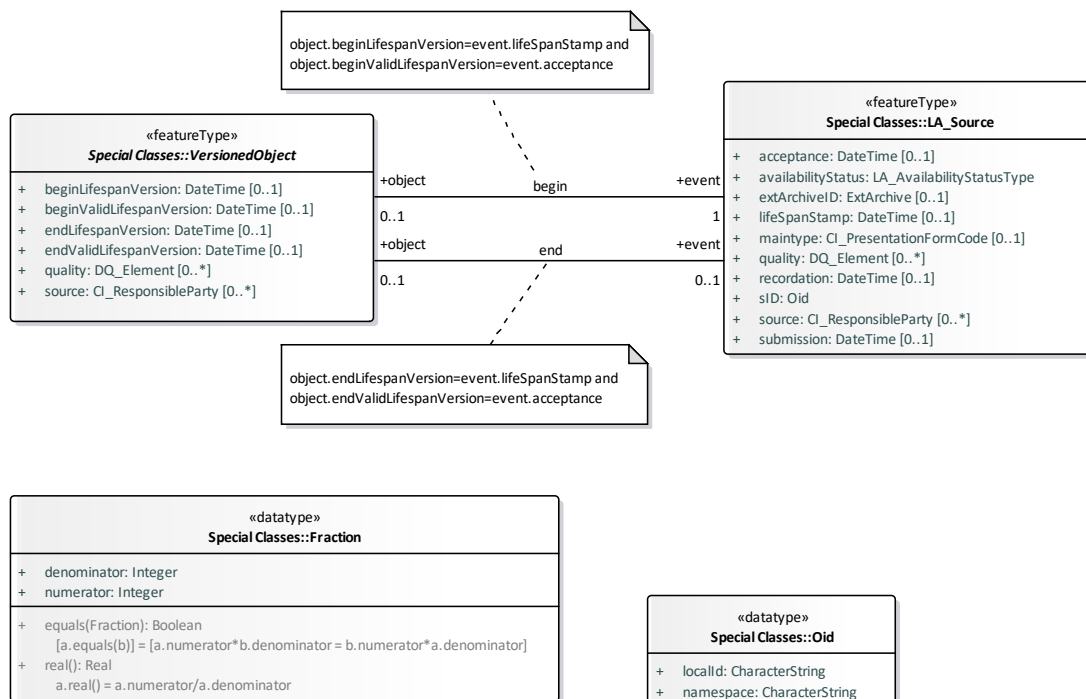 object.beginLifespanVersion=event.lifeSpanStamp and
object.beginValidLifespanVersion=event.acceptance
«featureType»
Special Classes::VersionedObject
+ beginLifespanVersion: DateTime [0..1]
+ beginValidLifespanVersion: DateTime [0..1]
+ endLifespanVersion: DateTime [0..1]
+ endValidLifespanVersion: DateTime [0..1]
+ quality: DQ_Element [0..*]
+ source: CI_ResponsibleParty [0..*]
+object
begin
+event
0..1
1
+object
end
+event
0..1
0..1
«featureType»
Special Classes::LA_Source
+ acceptance: DateTime [0..1]
+ availabilityStatus: LA_AvailabilityStatusType
+ extArchiveID: ExtArchive [0..1]
+ lifeSpanStamp: DateTime [0..1]
+ maintype: CI_PresentationFormCode [0..1]
+ quality: DQ_Element [0..*]
+ recordation: DateTime [0..1]
+ sID: Oid
+ source: CI_ResponsibleParty [0..*]
+ submission: DateTime [0..1]
object.endLifespanVersion=event.lifeSpanStamp and
object.endValidLifespanVersion=event.acceptance
«datatype»
Special Classes::Fraction
+ denominator: Integer
+ numerator: Integer
+ equals(Fraction): Boolean
[a.equals(b)] = [a.numerator*b.denominator = b.numerator*a.denominator]
+ real(): Real
a.real() = a.numerator/a.denominator
«datatype»
Special Classes::Oid
+ localId: CharacterString
+ namespace: CharacterString